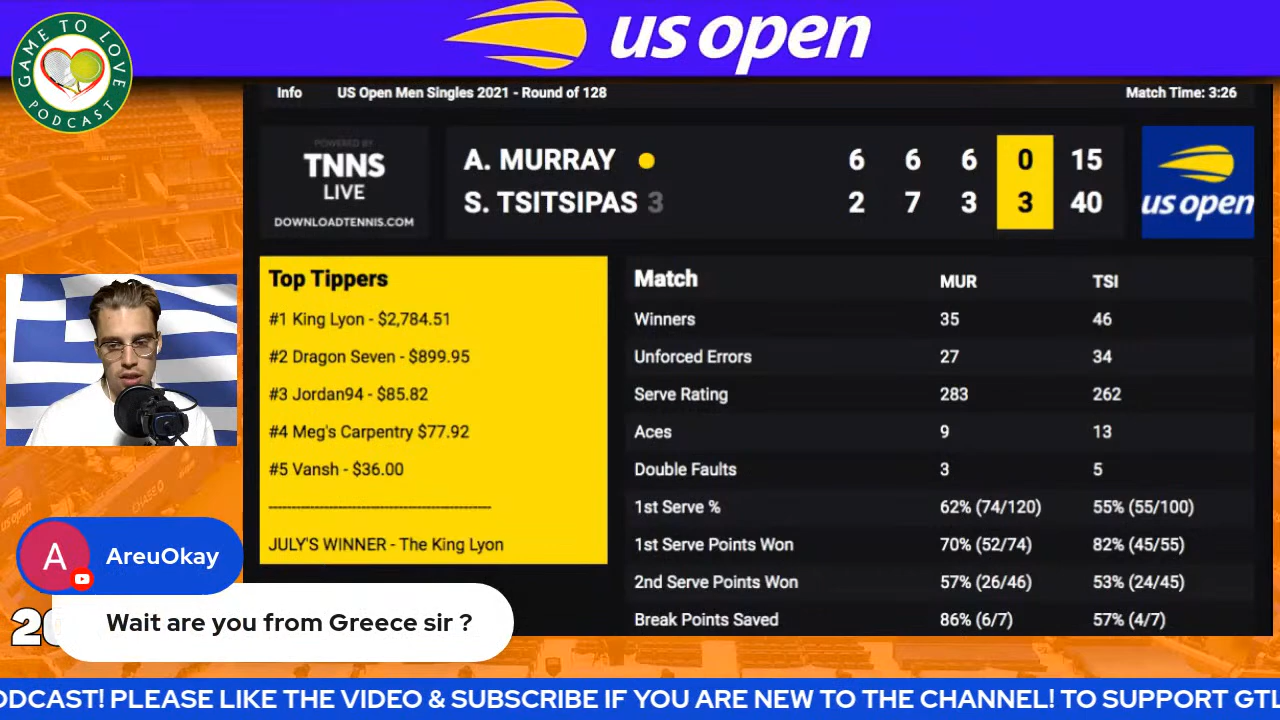 GAME TO LOVE
PODCAST
us open
Info US Open Men Singles 2021 - Round of 128 Match Time: 3:26
POWERED BY
TNNS
LIVE
DOWNLOADTENNIS.COM
A. MURRAY 6 6 6 0 15
S. TSITSIPAS 3 2 7 3 3 40
us open
Top Tippers
#1 King Lyon - $2,784.51
#2 Dragon Seven - $899.95
#3 Jordan94 - $85.82
#4 Meg's Carpentry $77.92
#5 Vansh - $36.00
JULY'S WINNER - The King Lyon
Match MUR TSI
Winners 35 46
Unforced Errors 27 34
Serve Rating 283 262
Aces 9 13
Double Faults 3 5
1st Serve % 62% (74/120) 55% (55/100)
1st Serve Points Won 70% (52/74) 82% (45/55)
2nd Serve Points Won 57% (26/46) 53% (24/45)
Break Points Saved 86% (6/7) 57% (4/7)
A AreuOkay
Wait are you from Greece sir ?
ODCAST! PLEASE LIKE THE VIDEO & SUBSCRIBE IF YOU ARE NEW TO THE CHANNEL! TO SUPPORT GTL